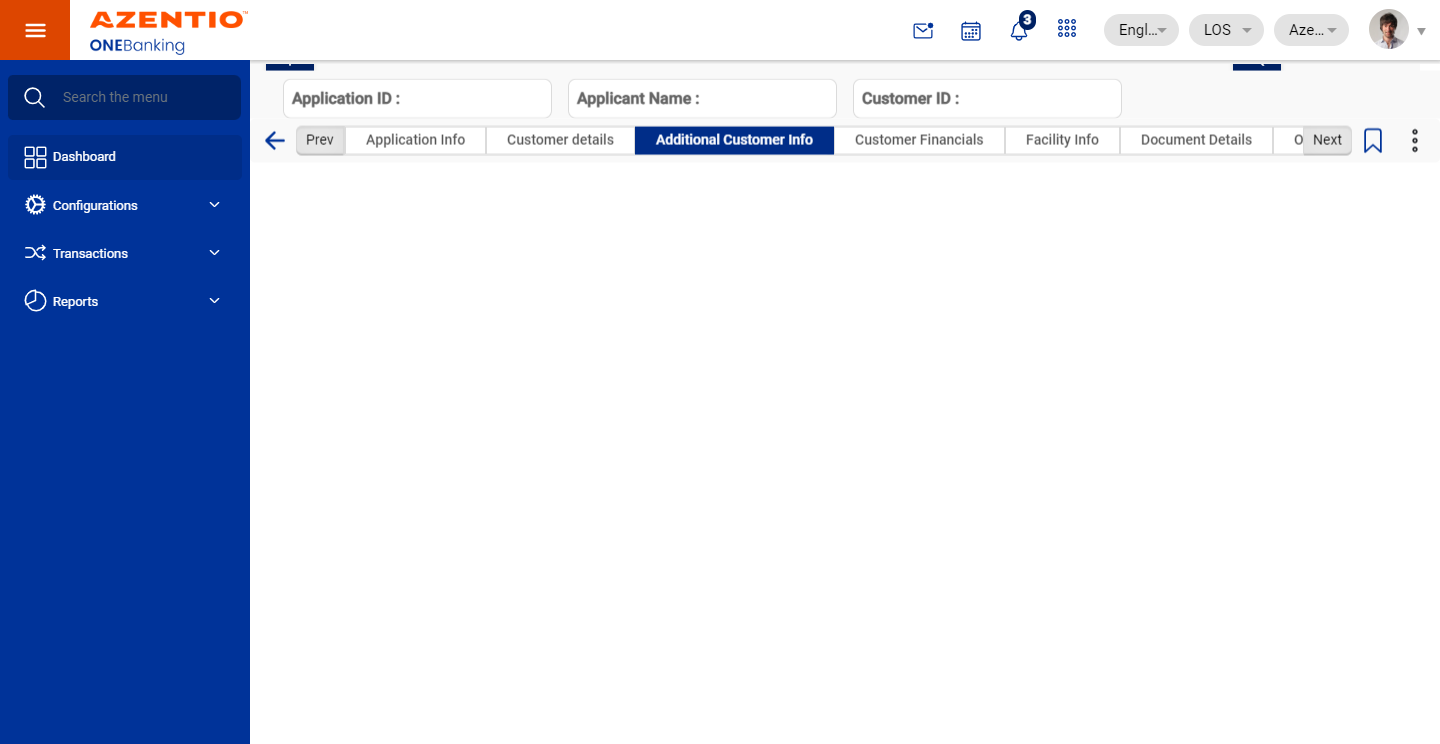 AZENTIO™
ONEBanking
3
Engl...
LOS
Aze...
Search the menu
Dashboard
Configurations
Transactions
Reports
Application ID :
Applicant Name :
Customer ID :
Prev
Application Info
Customer details
Additional Customer Info
Customer Financials
Facility Info
Document Details
O
Next